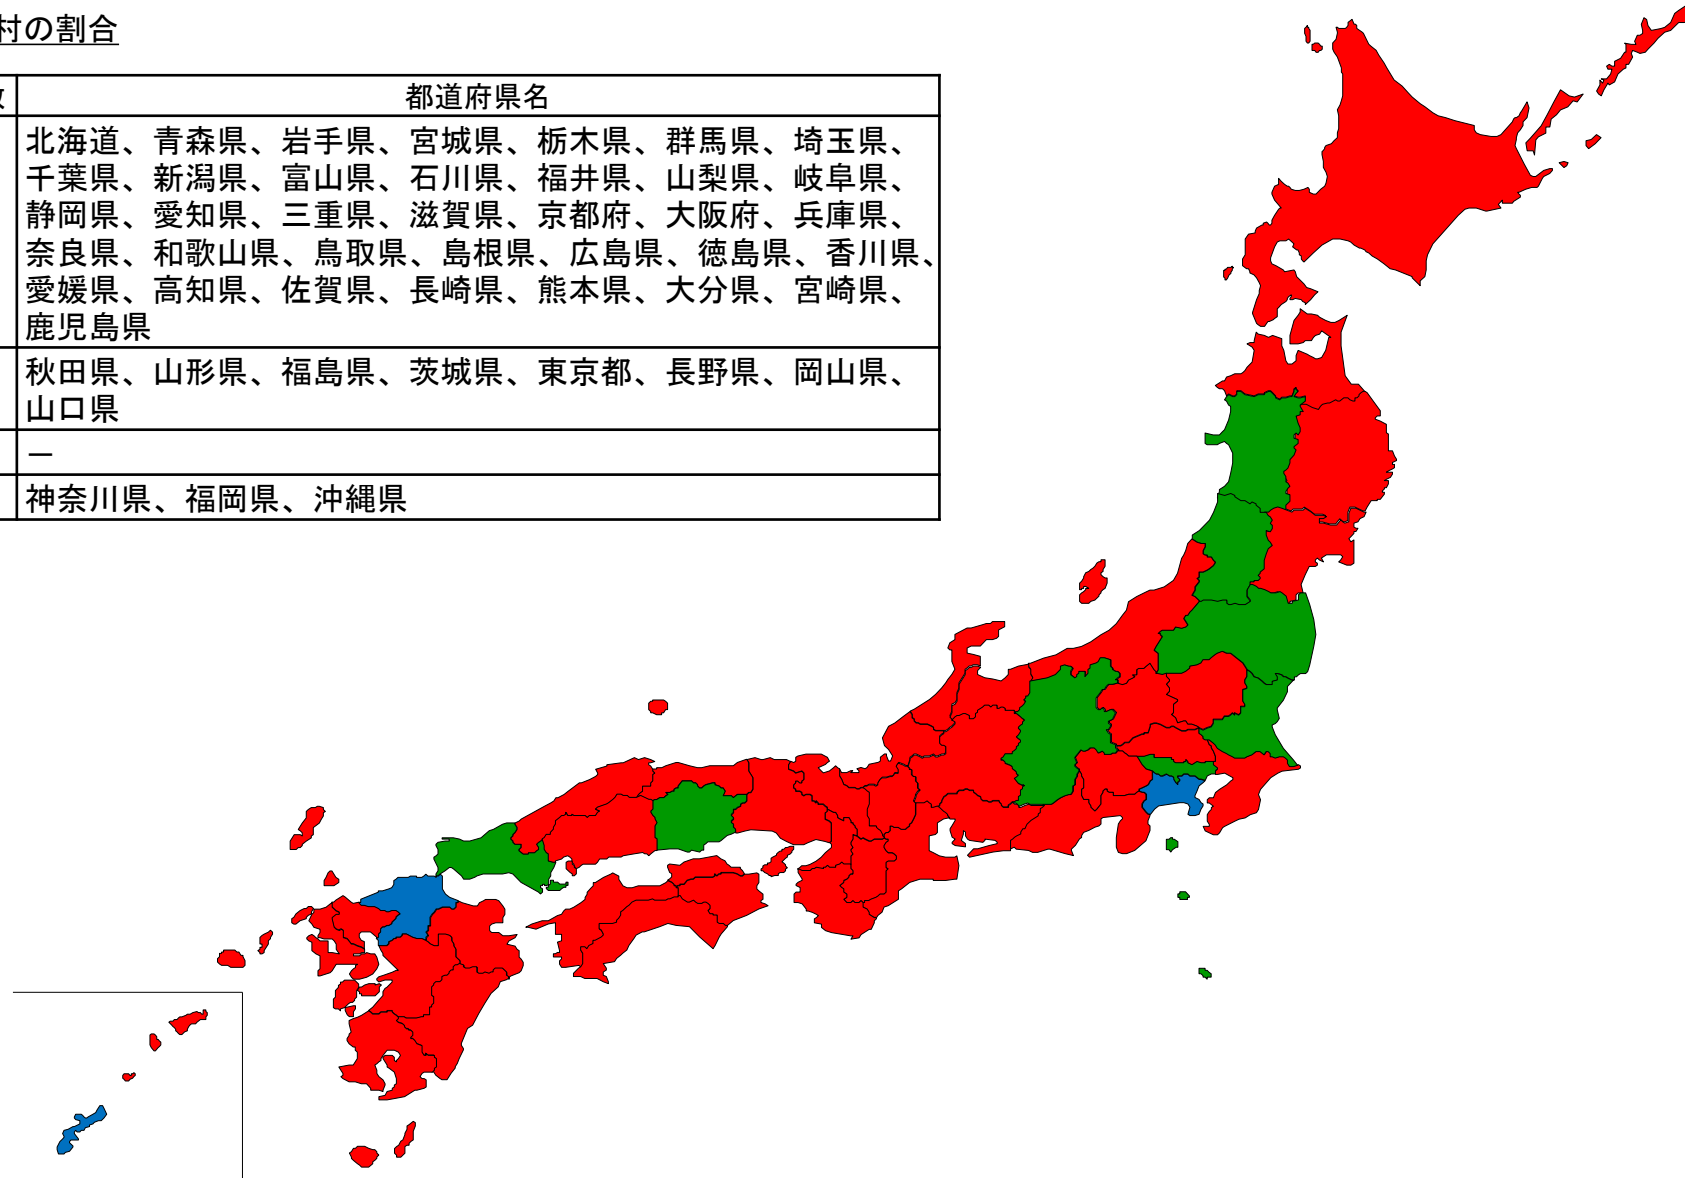 村の割合
数
都道府県名
北海道、青森県、岩手県、宮城県、栃木県、群馬県、埼玉県、
千葉県、新潟県、富山県、石川県、福井県、山梨県、岐阜県、
静岡県、愛知県、三重県、滋賀県、京都府、大阪府、兵庫県、
奈良県、和歌山県、鳥取県、島根県、広島県、徳島県、香川県、
愛媛県、高知県、佐賀県、長崎県、熊本県、大分県、宮崎県、
鹿児島県
秋田県、山形県、福島県、茨城県、東京都、長野県、岡山県、
山口県
―
神奈川県、福岡県、沖縄県